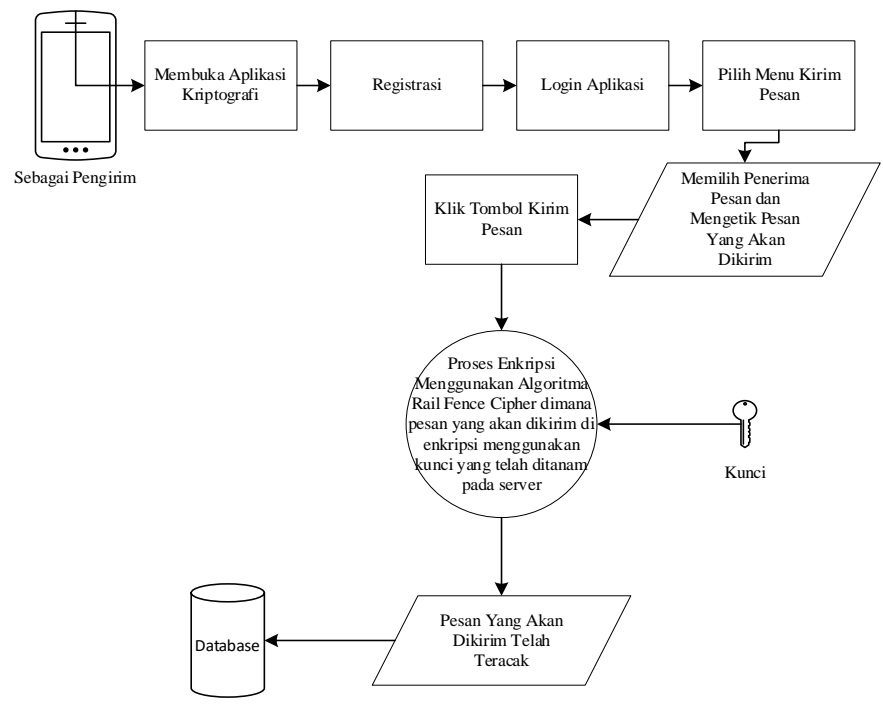 Membuka Aplikasi
Kriptografi
Registrasi
Login Aplikasi
Pilih Menu Kirim
Pesan
Sebagai Pengirim
Memilih Penerima
Pesan dan
Mengetik Pesan
Yang Akan
Dikirim
Klik Tombol Kirim
Pesan
Proses Enkripsi
Menggunakan Algoritma
Rail Fence Cipher dimana
pesan yang akan dikirim di
enkripsi menggunakan
kunci yang telah ditanam
pada server
Kunci
Pesan Yang Akan
Dikirim Telah
Teracak
Database